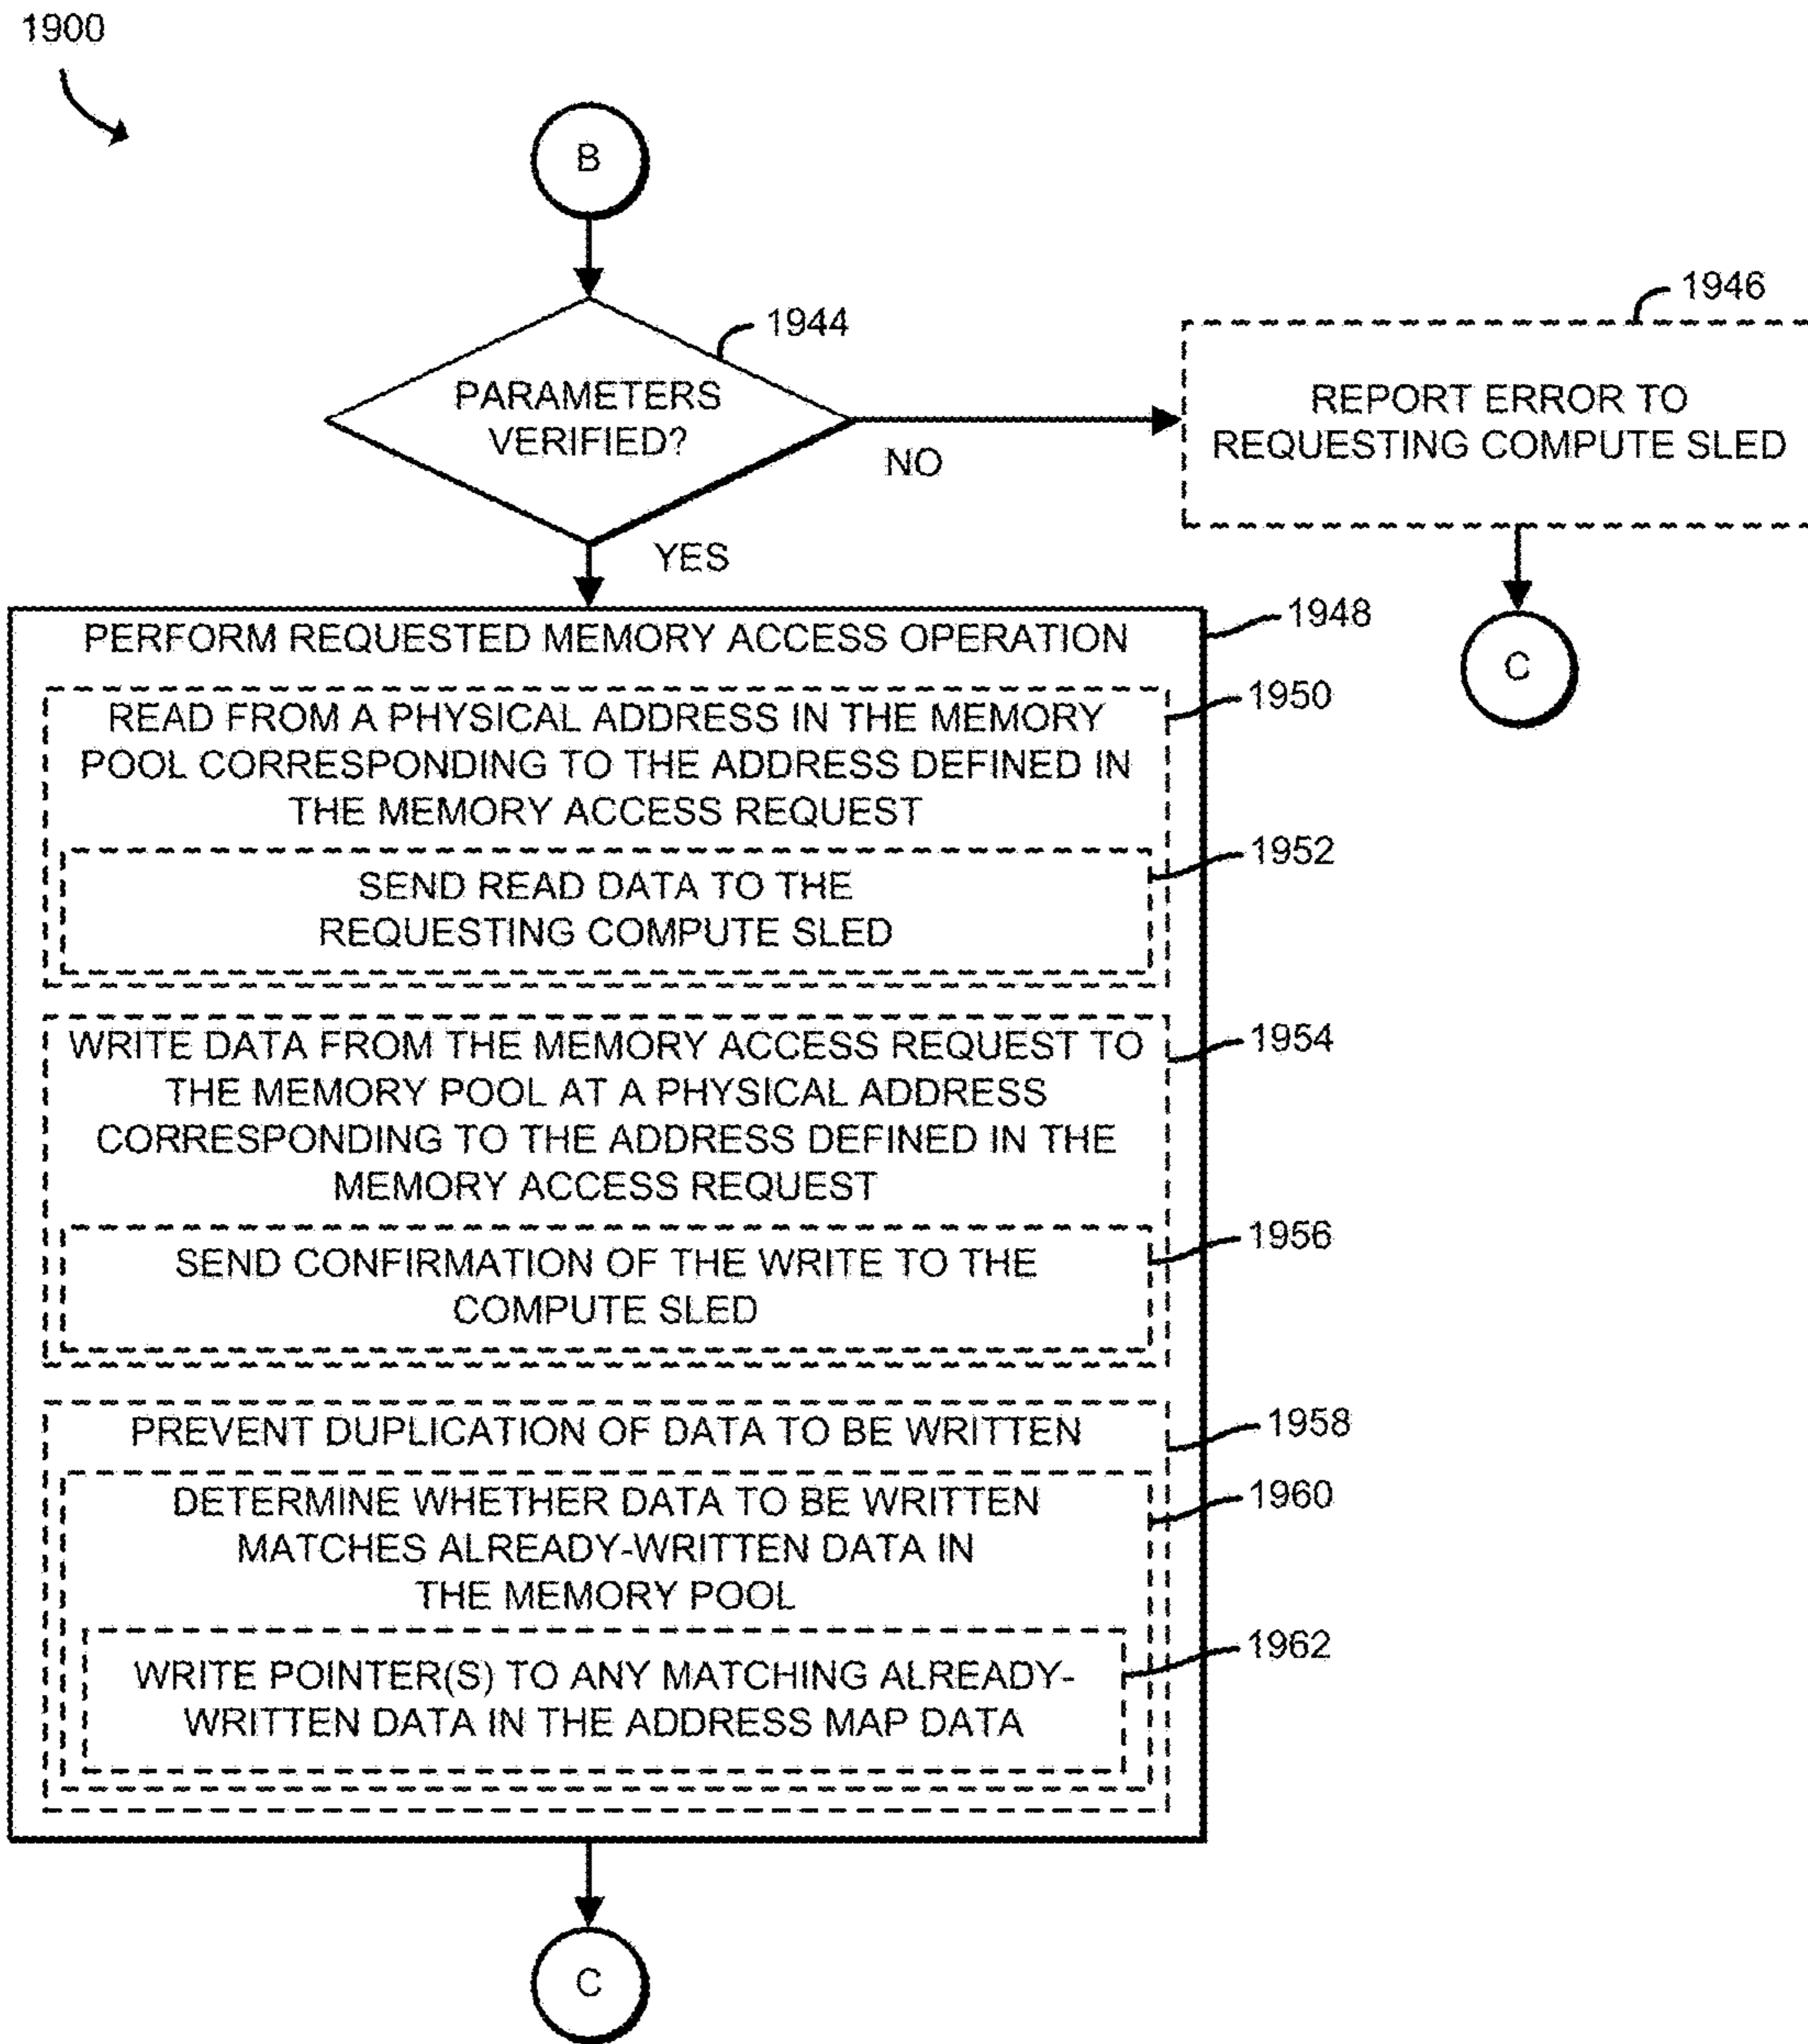 1900
B
1944
PARAMETERS
VERIFIED?
NO
YES
1946
REPORT ERROR TO
REQUESTING COMPUTE SLED
C
1948
PERFORM REQUESTED MEMORY ACCESS OPERATION
1950
READ FROM A PHYSICAL ADDRESS IN THE MEMORY
POOL CORRESPONDING TO THE ADDRESS DEFINED IN
THE MEMORY ACCESS REQUEST
1952
SEND READ DATA TO THE
REQUESTING COMPUTE SLED
1954
WRITE DATA FROM THE MEMORY ACCESS REQUEST TO
THE MEMORY POOL AT A PHYSICAL ADDRESS
CORRESPONDING TO THE ADDRESS DEFINED IN THE
MEMORY ACCESS REQUEST
1956
SEND CONFIRMATION OF THE WRITE TO THE
COMPUTE SLED
1958
PREVENT DUPLICATION OF DATA TO BE WRITTEN
1960
DETERMINE WHETHER DATA TO BE WRITTEN
MATCHES ALREADY-WRITTEN DATA IN
THE MEMORY POOL
1962
WRITE POINTER(S) TO ANY MATCHING ALREADY-
WRITTEN DATA IN THE ADDRESS MAP DATA
C